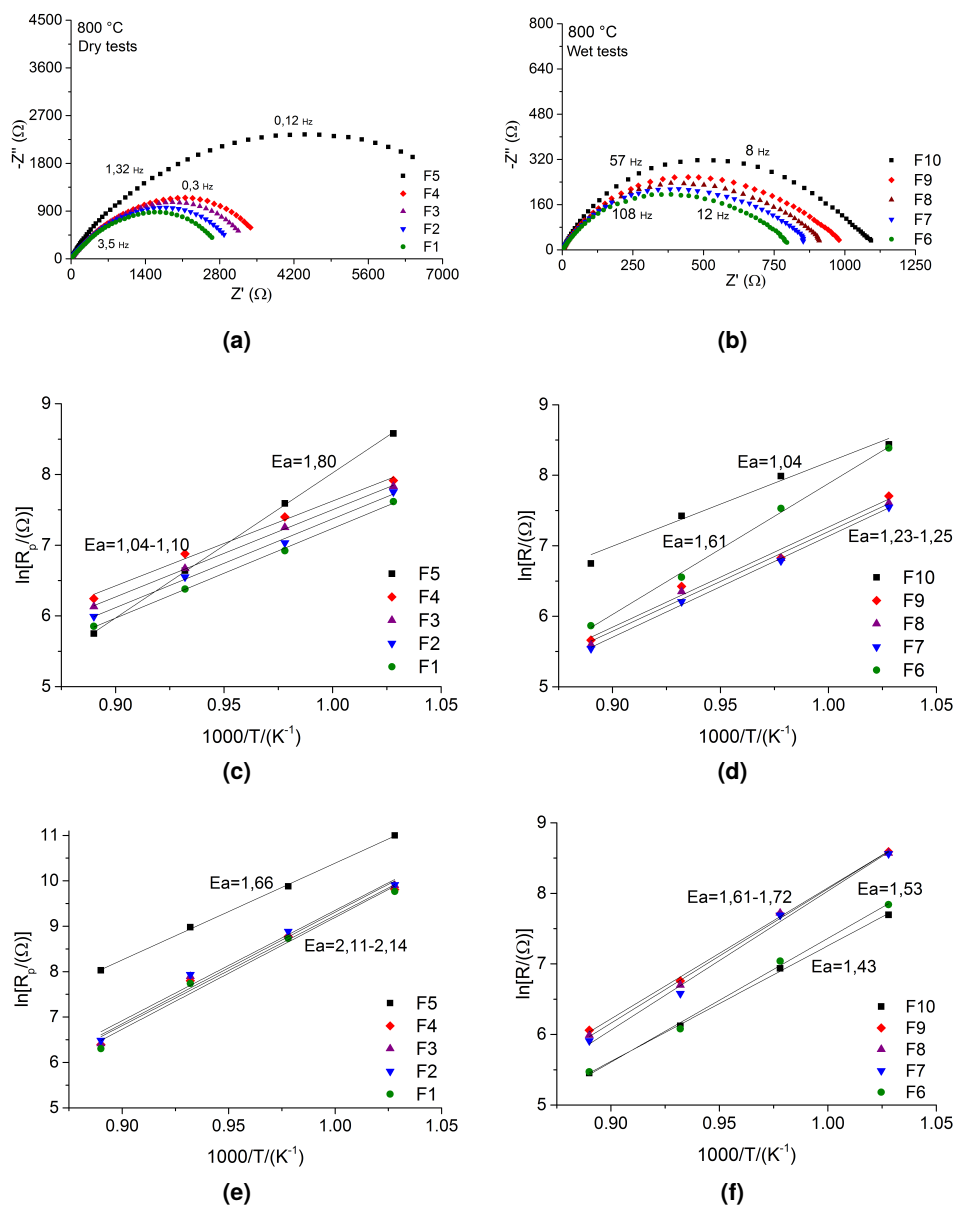 4500
3600
2700
1800
900
0
-Z'' (Ω)
800 °C
Dry tests
0,12 Hz
1,32 Hz
0,3 Hz
3,5 Hz
F5
F4
F3
F2
F1
0 1400 2800 4200 5600 7000
Z' (Ω)
(a)
800
640
480
320
160
0
-Z'' (Ω)
800 °C
Wet tests
57 Hz
8 Hz
108 Hz
12 Hz
F10
F9
F8
F7
F6
0 250 500 750 1000 1250
Z' (Ω)
(b)
9
8
7
6
5
ln[Rp/(Ω)]
Ea=1,80
Ea=1,04-1,10
F5
F4
F3
F2
F1
0.90 0.95 1.00 1.05
1000/T/(K⁻¹)
(c)
9
8
7
6
5
ln[R/(Ω)]
Ea=1,04
Ea=1,61
Ea=1,23-1,25
F10
F9
F8
F7
F6
0.90 0.95 1.00 1.05
1000/T/(K⁻¹)
(d)
11
10
9
8
7
6
5
ln[Rp/(Ω)]
Ea=1,66
Ea=2,11-2,14
F5
F4
F3
F2
F1
0.90 0.95 1.00 1.05
1000/T/(K⁻¹)
(e)
9
8
7
6
5
ln[R/(Ω)]
Ea=1,61-1,72
Ea=1,53
Ea=1,43
F10
F9
F8
F7
F6
0.90 0.95 1.00 1.05
1000/T/(K⁻¹)
(f)